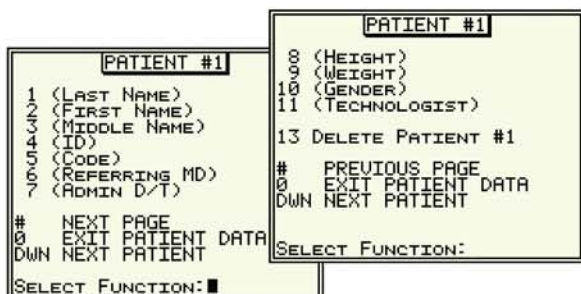 PATIENT #1
1 (LAST NAME)
2 (FIRST NAME)
3 (MIDDLE NAME)
4 (ID)
5 (CODE)
6 (REFERRING MD)
7 (ADMIN D/T)
# NEXT PAGE
0 EXIT PATIENT DATA
DWN NEXT PATIENT
SELECT FUNCTION:
PATIENT #1
8 (HEIGHT)
9 (WEIGHT)
10 (GENDER)
11 (TECHNOLOGIST)
13 DELETE PATIENT #1
# PREVIOUS PAGE
0 EXIT PATIENT DATA
DWN NEXT PATIENT
SELECT FUNCTION: